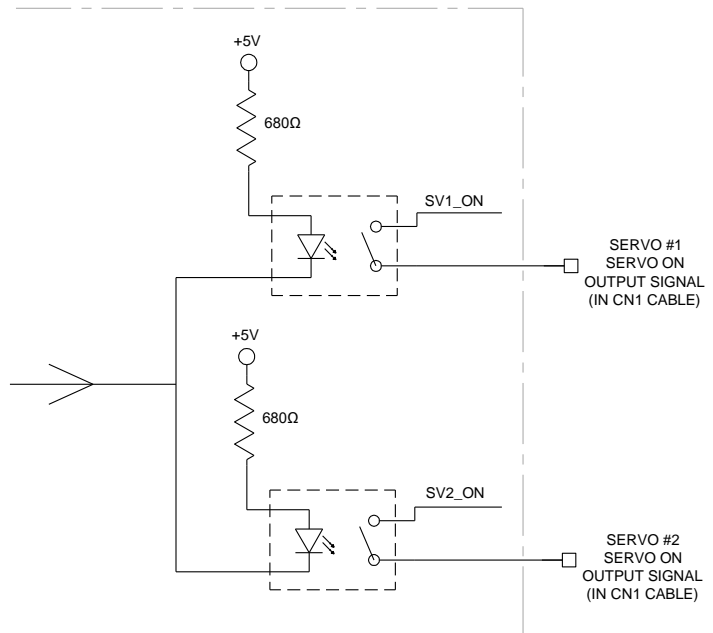 +5V
680Ω
SV1_ON
SERVO #1
SERVO ON
OUTPUT SIGNAL
(IN CN1 CABLE)
+5V
680Ω
SV2_ON
SERVO #2
SERVO ON
OUTPUT SIGNAL
(IN CN1 CABLE)